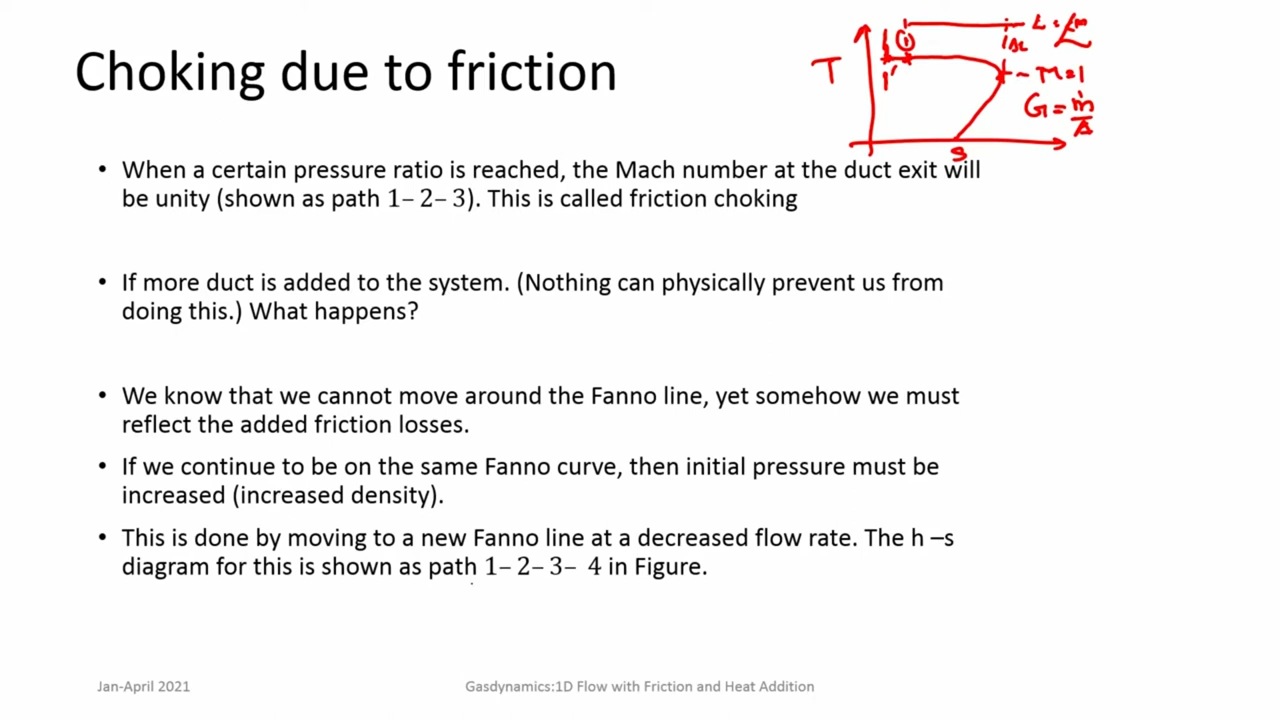 Choking due to friction
T
1
1'
L = L*
M=1
G = ṁ/A
s
• When a certain pressure ratio is reached, the Mach number at the duct exit will
be unity (shown as path 1– 2– 3). This is called friction choking
• If more duct is added to the system. (Nothing can physically prevent us from
doing this.) What happens?
• We know that we cannot move around the Fanno line, yet somehow we must
reflect the added friction losses.
• If we continue to be on the same Fanno curve, then initial pressure must be
increased (increased density).
• This is done by moving to a new Fanno line at a decreased flow rate. The h –s
diagram for this is shown as path 1– 2– 3– 4 in Figure.
Jan-April 2021
Gasdynamics:1D Flow with Friction and Heat Addition